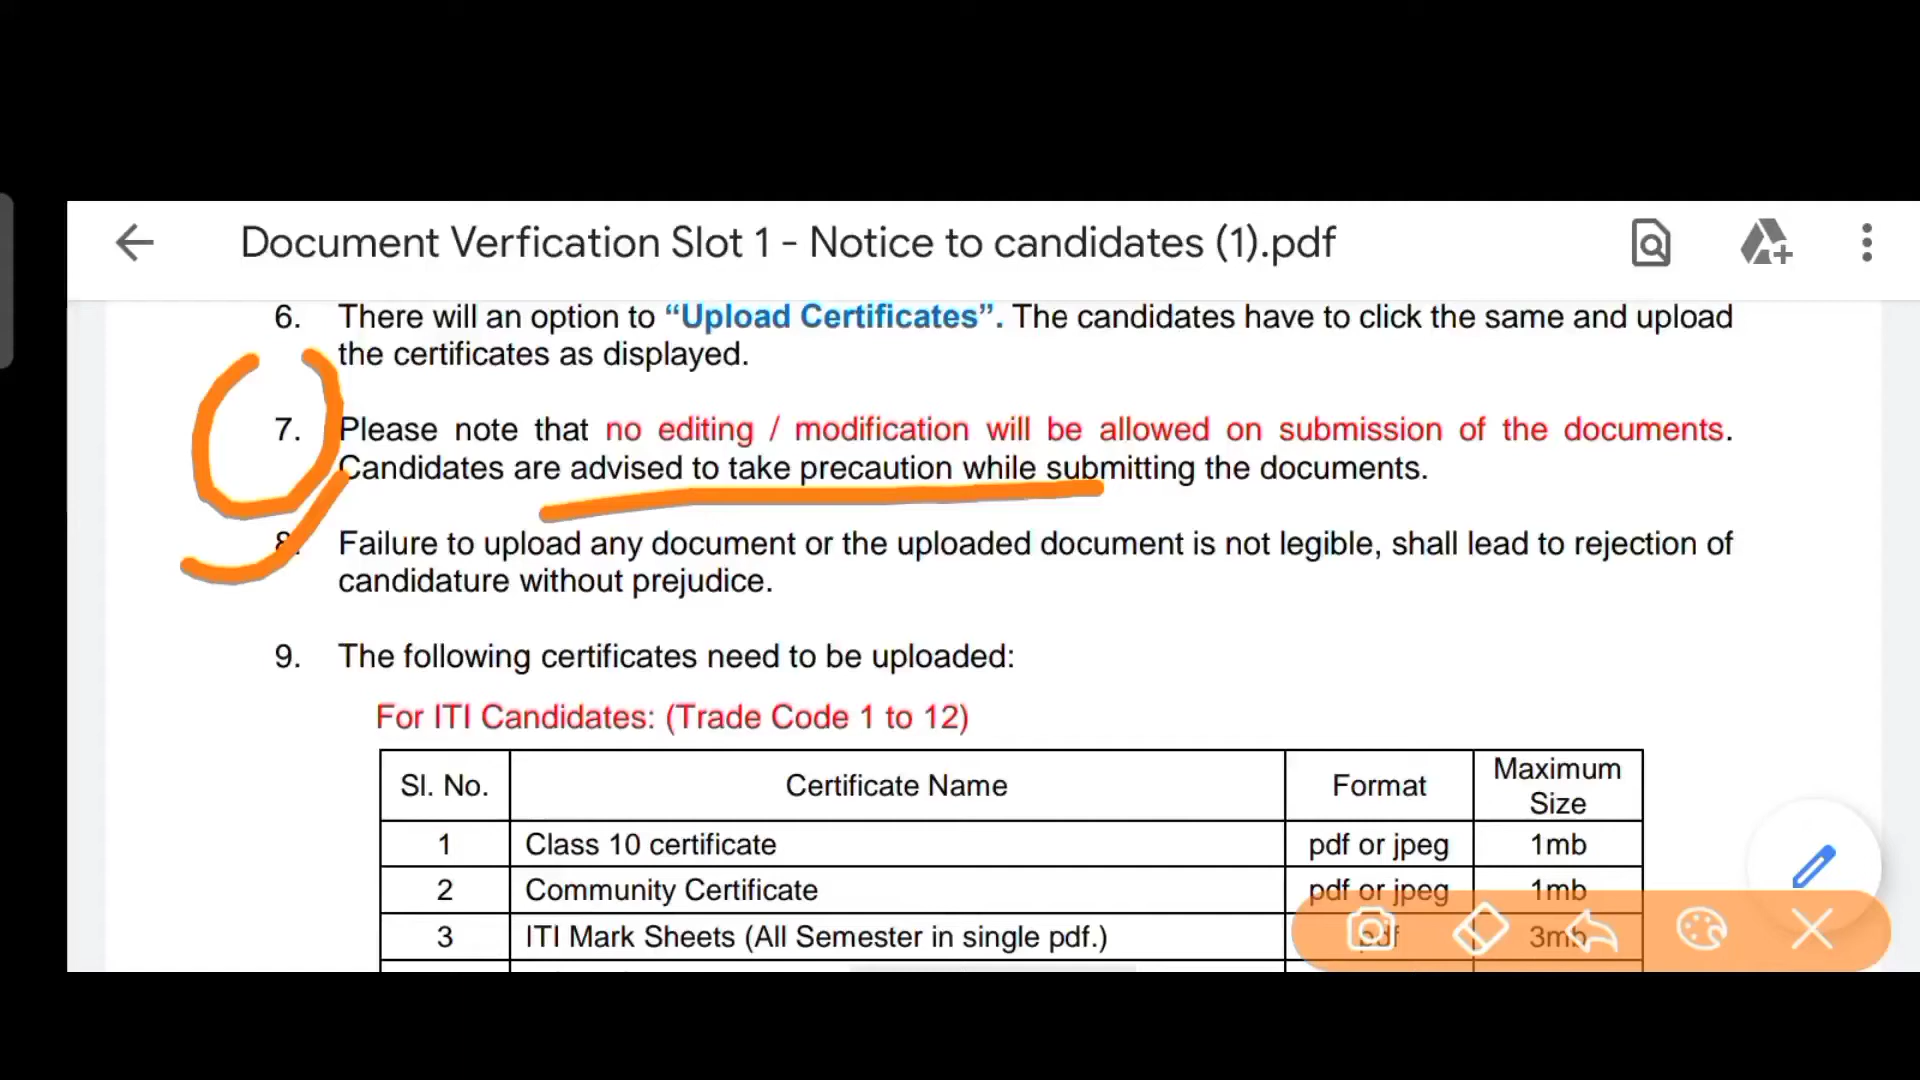 Document Verfication Slot 1 - Notice to candidates (1).pdf
6. There will an option to “Upload Certificates”. The candidates have to click the same and upload
the certificates as displayed.
7. Please note that no editing / modification will be allowed on submission of the documents.
Candidates are advised to take precaution while submitting the documents.
8. Failure to upload any document or the uploaded document is not legible, shall lead to rejection of
candidature without prejudice.
9. The following certificates need to be uploaded:
For ITI Candidates: (Trade Code 1 to 12)
Sl. No. Certificate Name Format Maximum Size
1 Class 10 certificate pdf or jpeg 1mb
2 Community Certificate pdf or jpeg 1mb
3 ITI Mark Sheets (All Semester in single pdf.) pdf 3mb